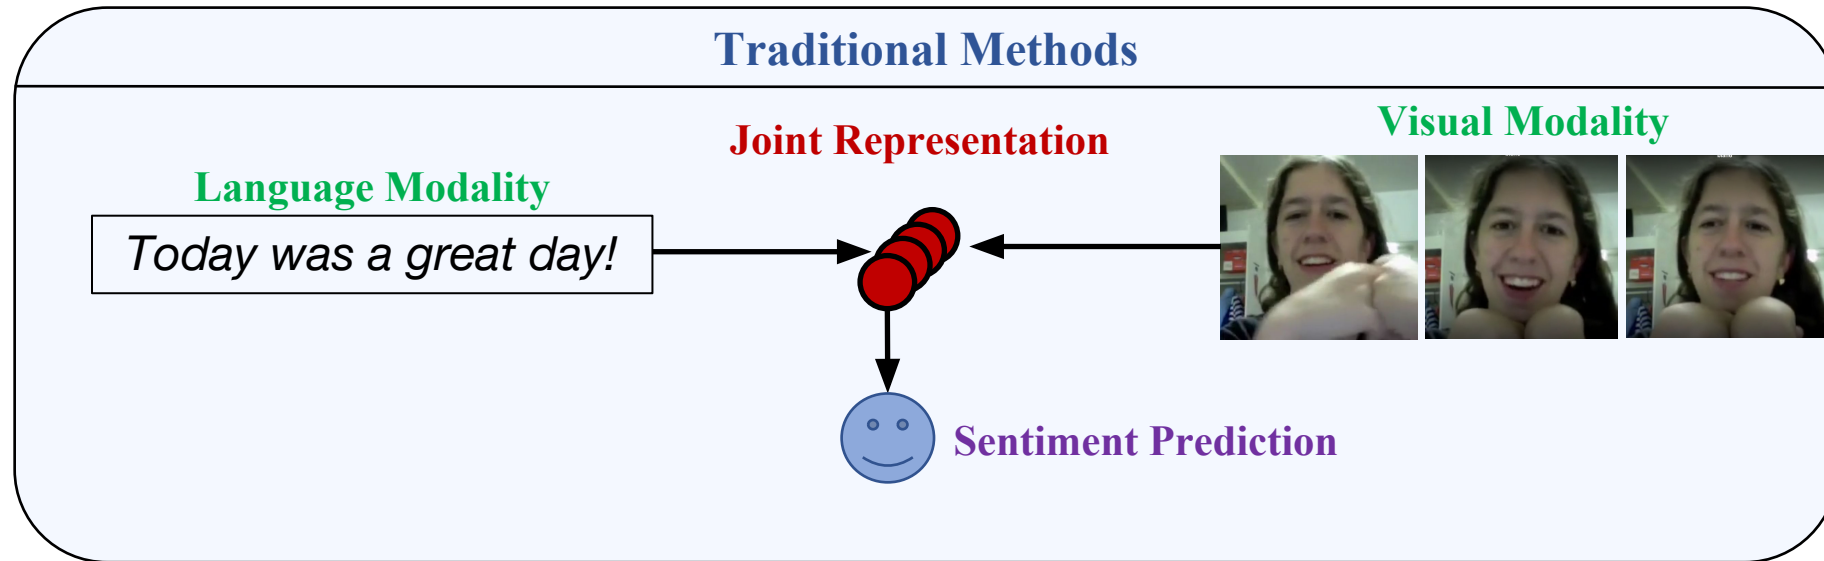 Traditional Methods
Joint Representation
Visual Modality
Language Modality
Today was a great day!
Sentiment Prediction